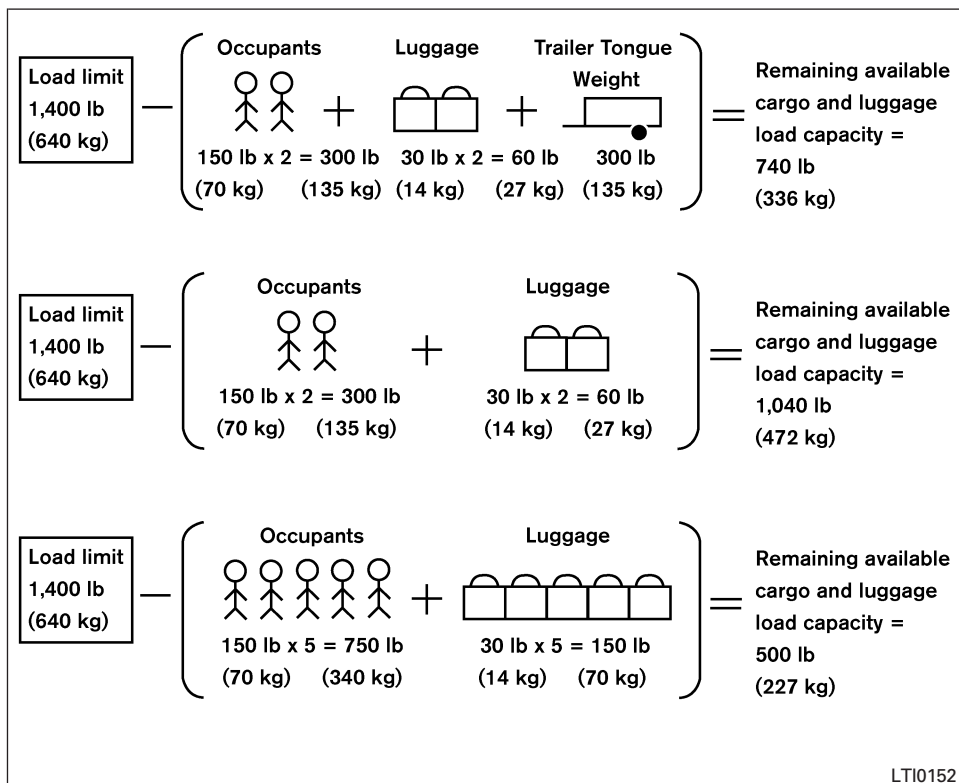 Occupants Luggage Trailer Tongue
Weight
Load limit
1,400 lb
(640 kg)
—
+
+
=
150 lb x 2 = 300 lb 30 lb x 2 = 60 lb 300 lb
(70 kg) (135 kg) (14 kg) (27 kg) (135 kg)
Remaining available
cargo and luggage
load capacity =
740 lb
(336 kg)
Occupants Luggage
Load limit
1,400 lb
(640 kg)
—
+
=
150 lb x 2 = 300 lb 30 lb x 2 = 60 lb
(70 kg) (135 kg) (14 kg) (27 kg)
Remaining available
cargo and luggage
load capacity =
1,040 lb
(472 kg)
Occupants Luggage
Load limit
1,400 lb
(640 kg)
—
+
=
150 lb x 5 = 750 lb 30 lb x 5 = 150 lb
(70 kg) (340 kg) (14 kg) (70 kg)
Remaining available
cargo and luggage
load capacity =
500 lb
(227 kg)
LTI0152